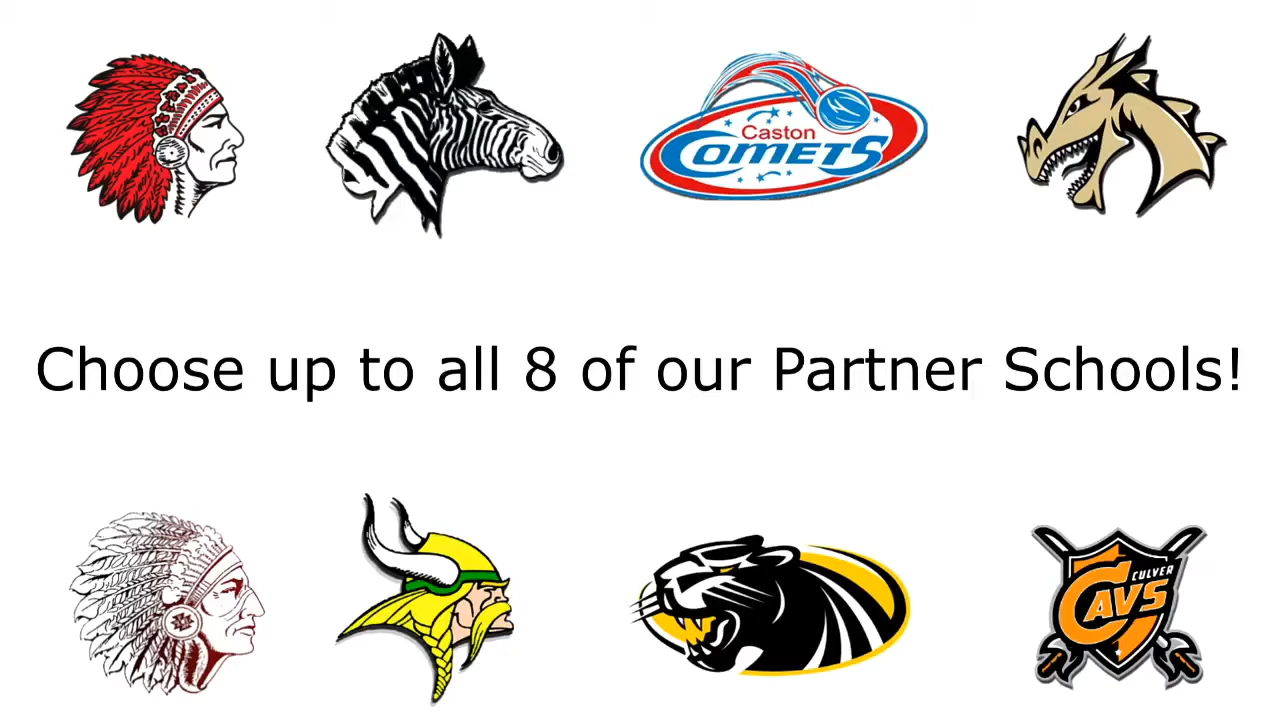 Caston
COMETS
Choose up to all 8 of our Partner Schools!
CULVER
CAVS